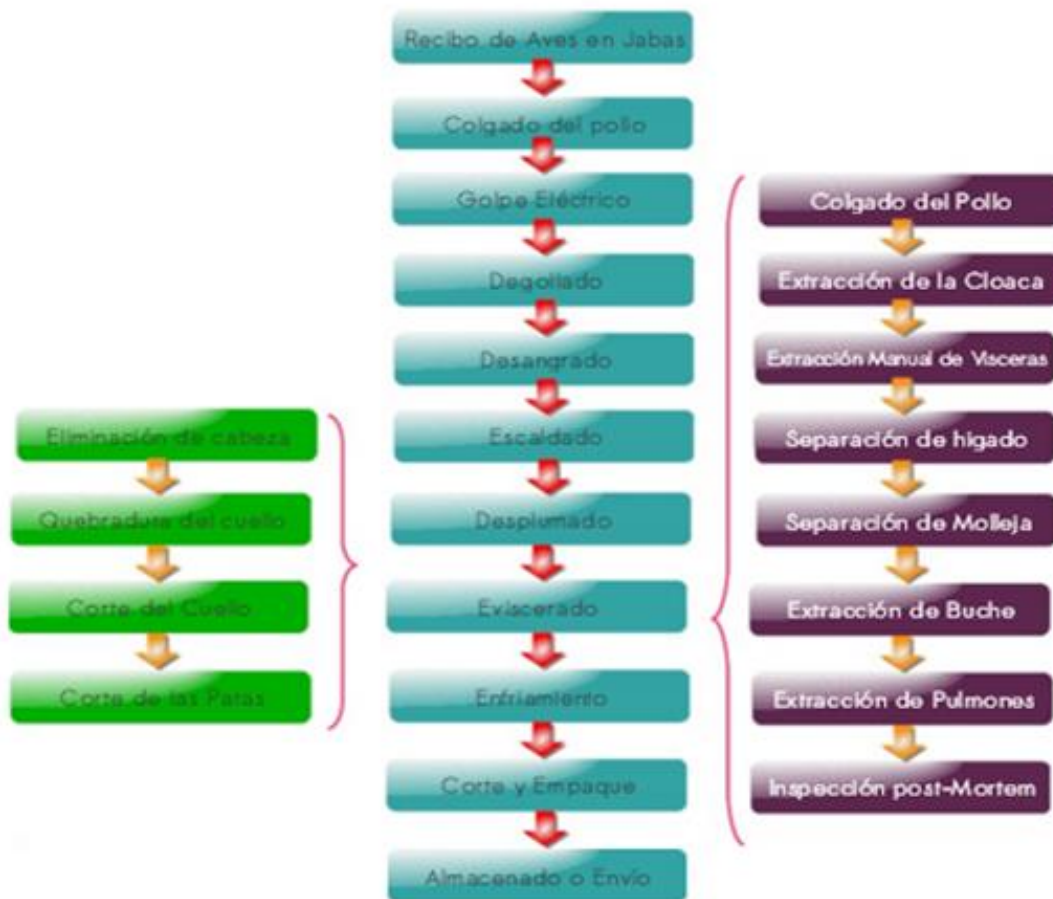 Recibo de Aves en Jabas
Colgado del pollo
Golpe Eléctrico
Degollado
Desangrado
Escaldado
Desplumado
Eviscerado
Enfriamiento
Corte y Empaque
Almacenado o Envío
Eliminación de cabeza
Quebradura del cuello
Corte del Cuello
Corte de las Patas
Colgado del Pollo
Extracción de la Cloaca
Extracción Manual de Visceras
Separación de higado
Separación de Molleja
Extracción de Buche
Extracción de Pulmones
Inspección post-Mortem